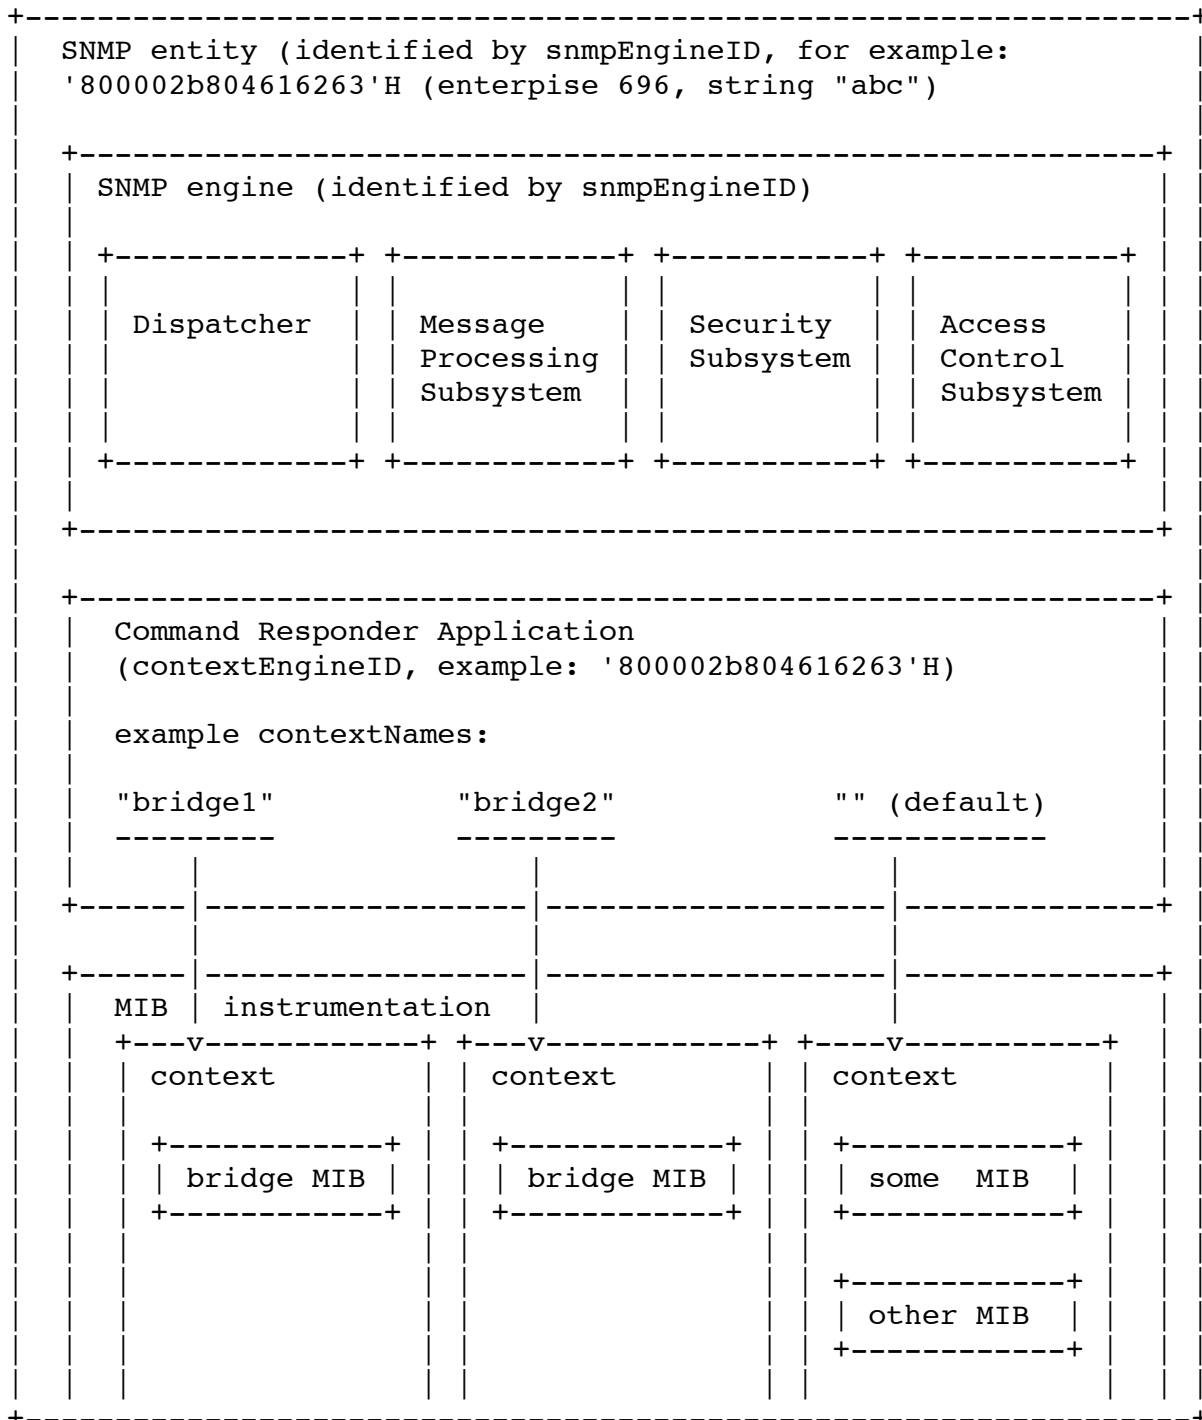 SNMP entity (identified by snmpEngineID, for example:
'800002b804616263'H (enterpise 696, string "abc")
SNMP engine (identified by snmpEngineID)
Dispatcher Message Security Access
Processing Subsystem Control
Subsystem Subsystem
Command Responder Application
(contextEngineID, example: '800002b804616263'H)
example contextNames:
"bridge1" "bridge2" "" (default)
MIB instrumentation
context context context
bridge MIB bridge MIB some MIB
other MIB